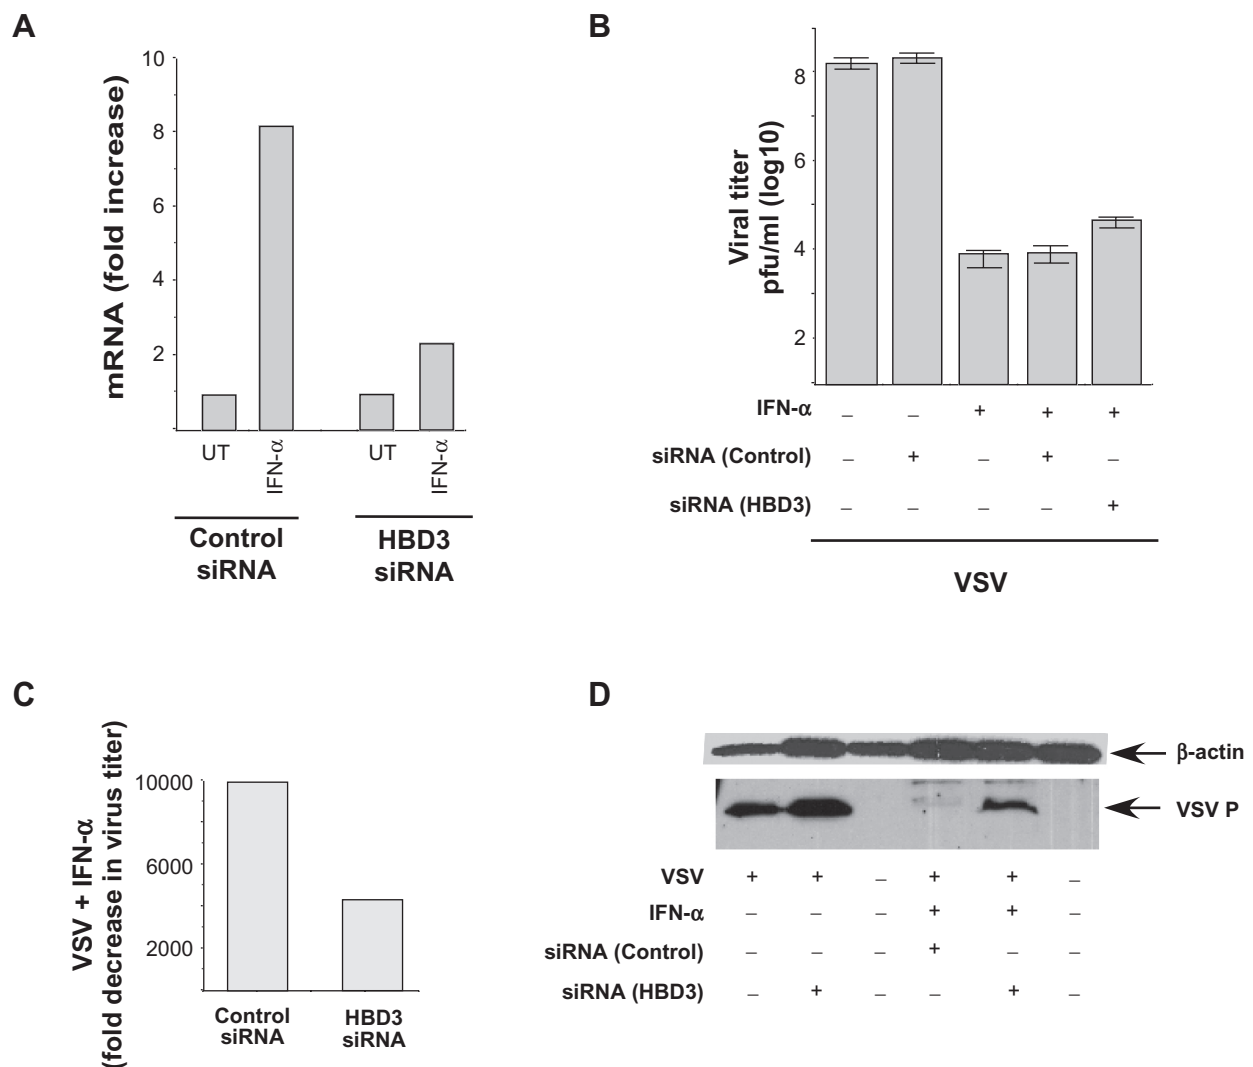 A
mRNA (fold increase)
10
8
6
4
2
UT
IFN-α
UT
IFN-α
Control
siRNA
HBD3
siRNA
B
Viral titer
pfu/ml (log10)
8
6
4
2
IFN-α – – + + +
siRNA (Control) – + – + –
siRNA (HBD3) – – – – +
VSV
C
VSV + IFN-α
(fold decrease in virus titer)
10000
6000
2000
Control
siRNA
HBD3
siRNA
D
β-actin
VSV P
VSV + + – + + –
IFN-α – – – + + –
siRNA (Control) – – – + – –
siRNA (HBD3) – + – – + –